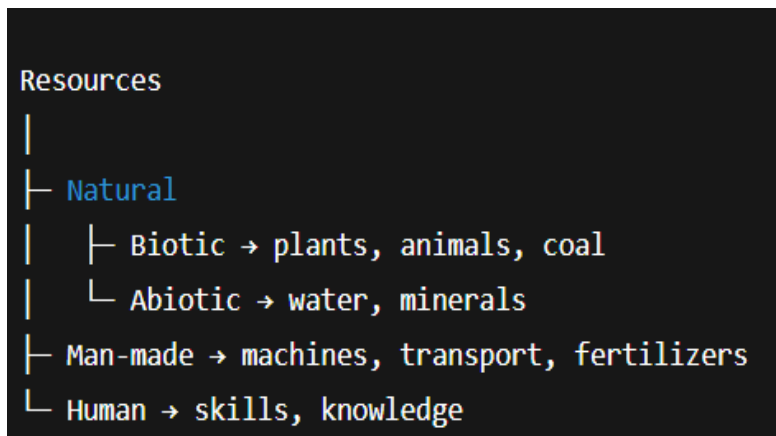 Resources
│
├─ Natural
│   ├─ Biotic → plants, animals, coal
│   └─ Abiotic → water, minerals
├─ Man-made → machines, transport, fertilizers
└─ Human → skills, knowledge